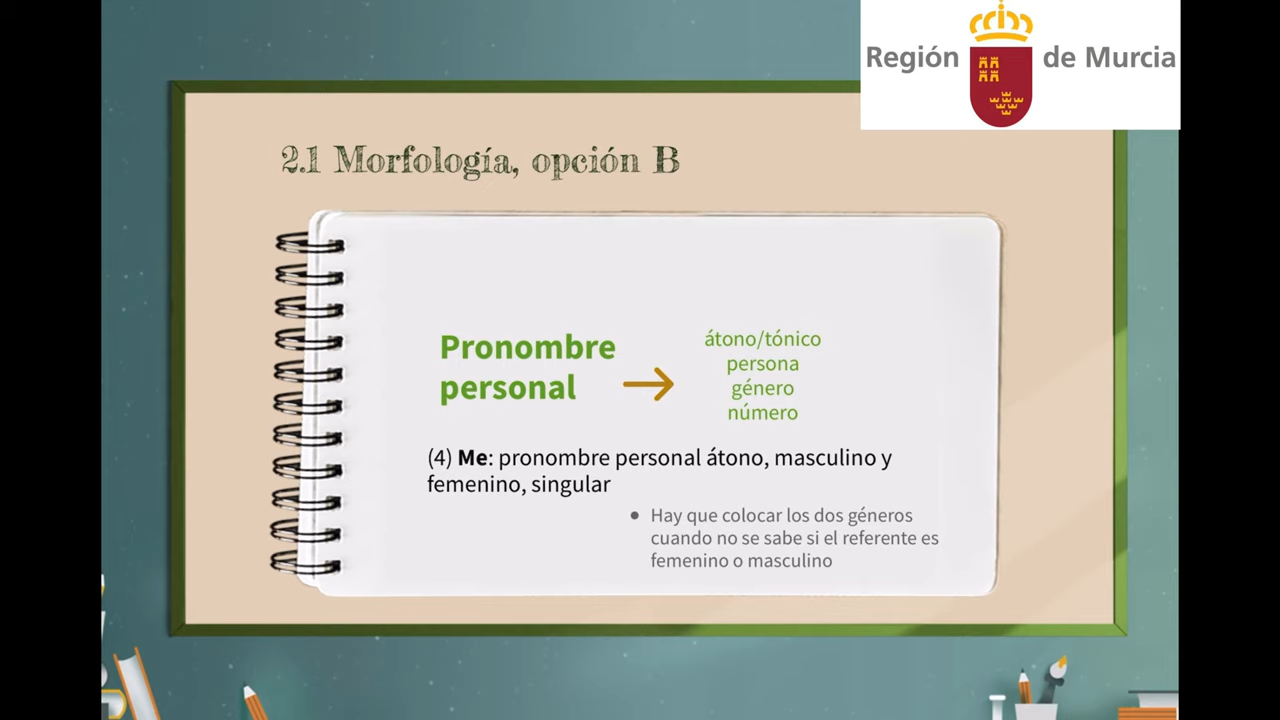 Región de Murcia
2.1 Morfología, opción B
Pronombre
personal
átono/tónico
persona
género
número
(4) Me: pronombre personal átono, masculino y
femenino, singular
Hay que colocar los dos géneros
cuando no se sabe si el referente es
femenino o masculino